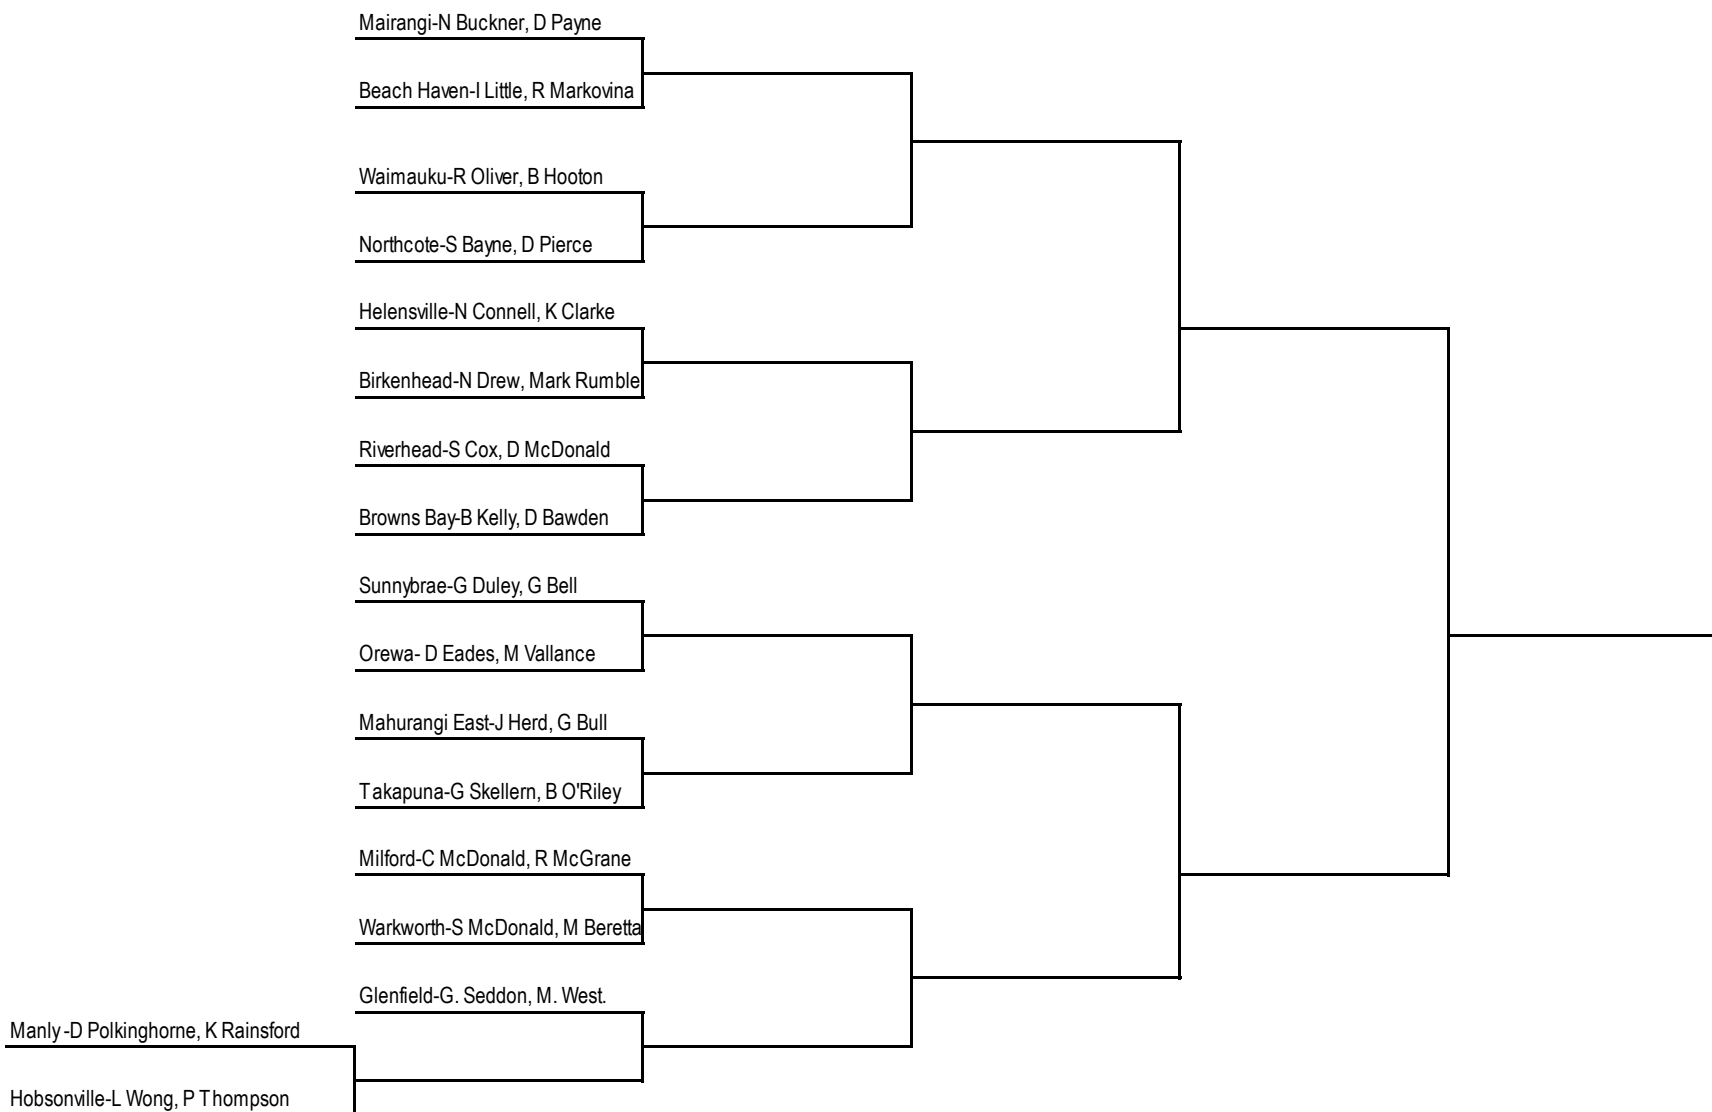 Mairangi-N Buckner, D Payne
Beach Haven-I Little, R Markovina
Waimauku-R Oliver, B Hooton
Northcote-S Bayne, D Pierce
Helensville-N Connell, K Clarke
Birkenhead-N Drew, Mark Rumble
Riverhead-S Cox, D McDonald
Browns Bay-B Kelly, D Bawden
Sunnybrae-G Duley, G Bell
Orewa- D Eades, M Vallance
Mahurangi East-J Herd, G Bull
Takapuna-G Skellern, B O'Riley
Milford-C McDonald, R McGrane
Warkworth-S McDonald, M Beretta
Glenfield-G. Seddon, M. West.
Manly-D Polkinghorne, K Rainsford
Hobsonville-L Wong, P Thompson